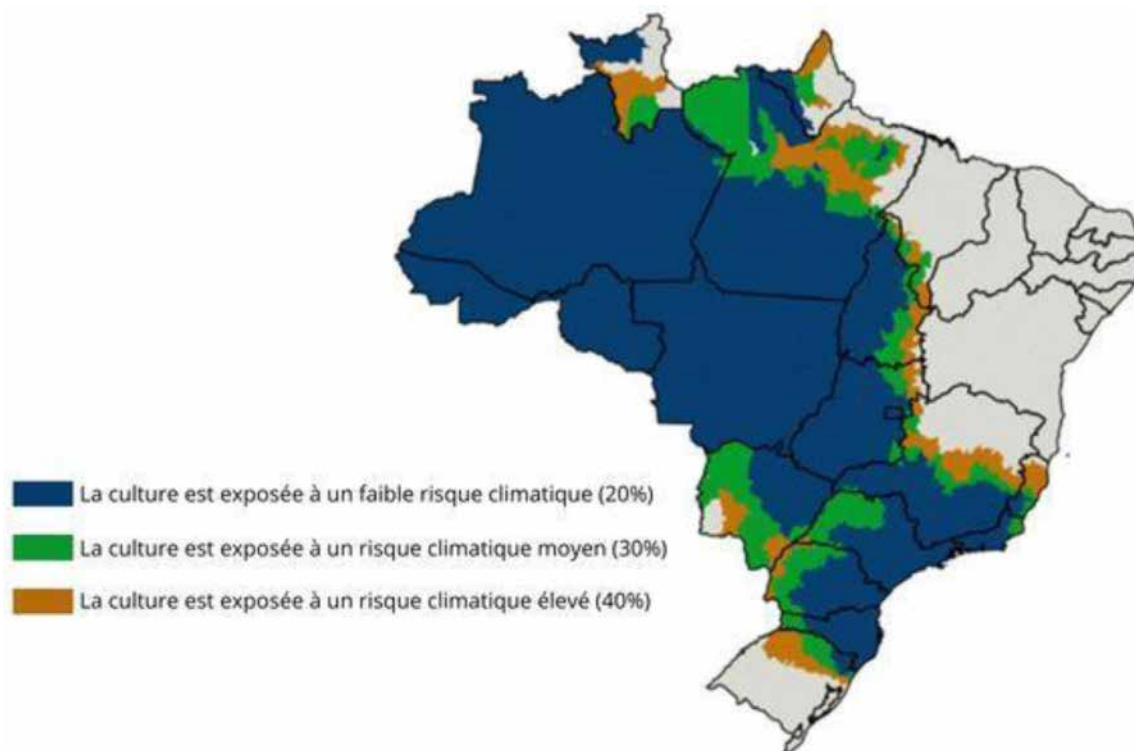 La culture est exposée à un faible risque climatique (20%)
La culture est exposée à un risque climatique moyen (30%)
La culture est exposée à un risque climatique élevé (40%)